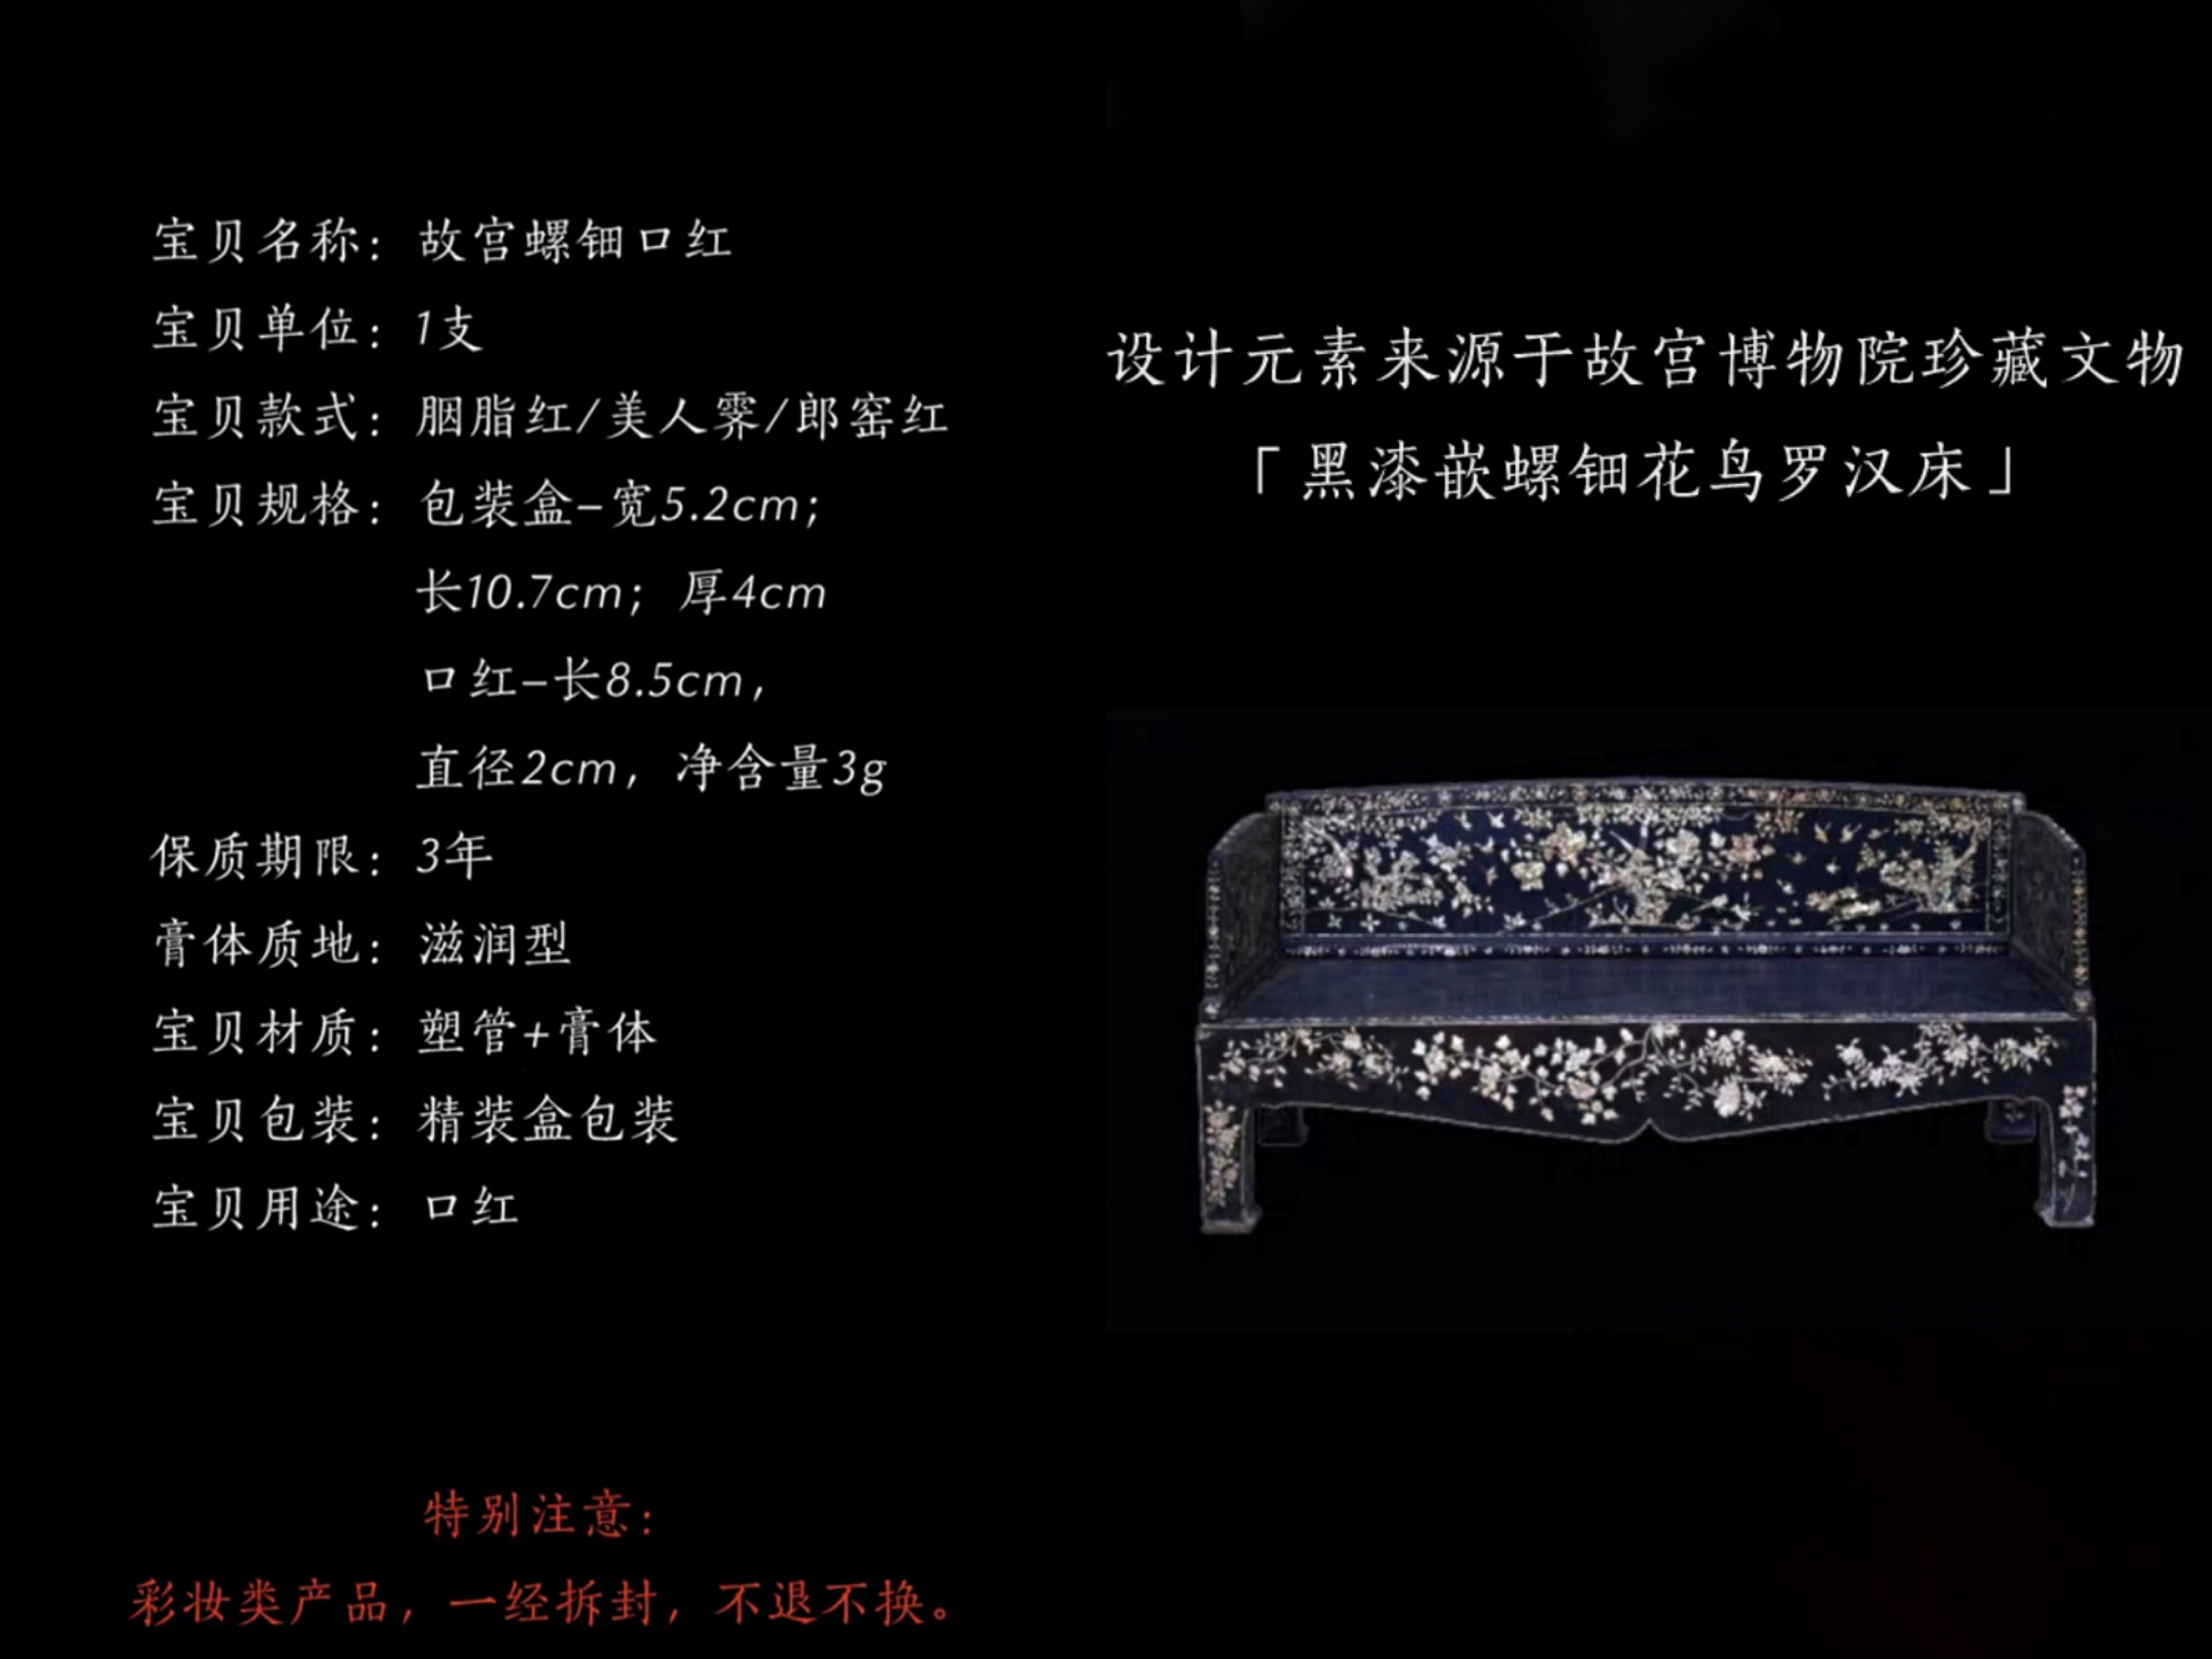 宝贝名称：故宫螺钿口红
宝贝单位：1支
宝贝款式：胭脂红/美人霁/郎窑红
宝贝规格：包装盒–宽5.2cm；
长10.7cm；厚4cm
口红–长8.5cm，
直径2cm，净含量3g
保质期限：3年
膏体质地：滋润型
宝贝材质：塑管+膏体
宝贝包装：精装盒包装
宝贝用途：口红
特别注意：
彩妆类产品，一经拆封，不退不换。
设计元素来源于故宫博物院珍藏文物
「黑漆嵌螺钿花鸟罗汉床」